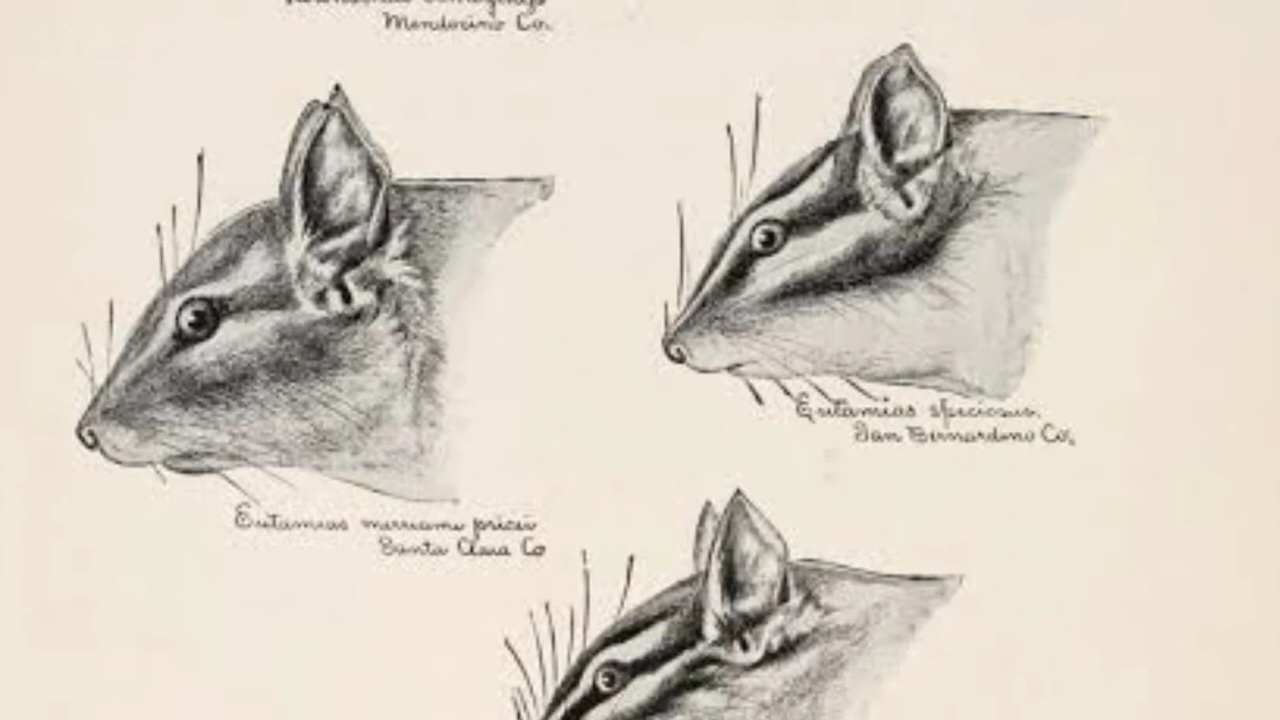 Mendocino Co.
Eutamias speciosus.
San Bernardino Co.
Eutamias merriami pricei
Santa Clara Co